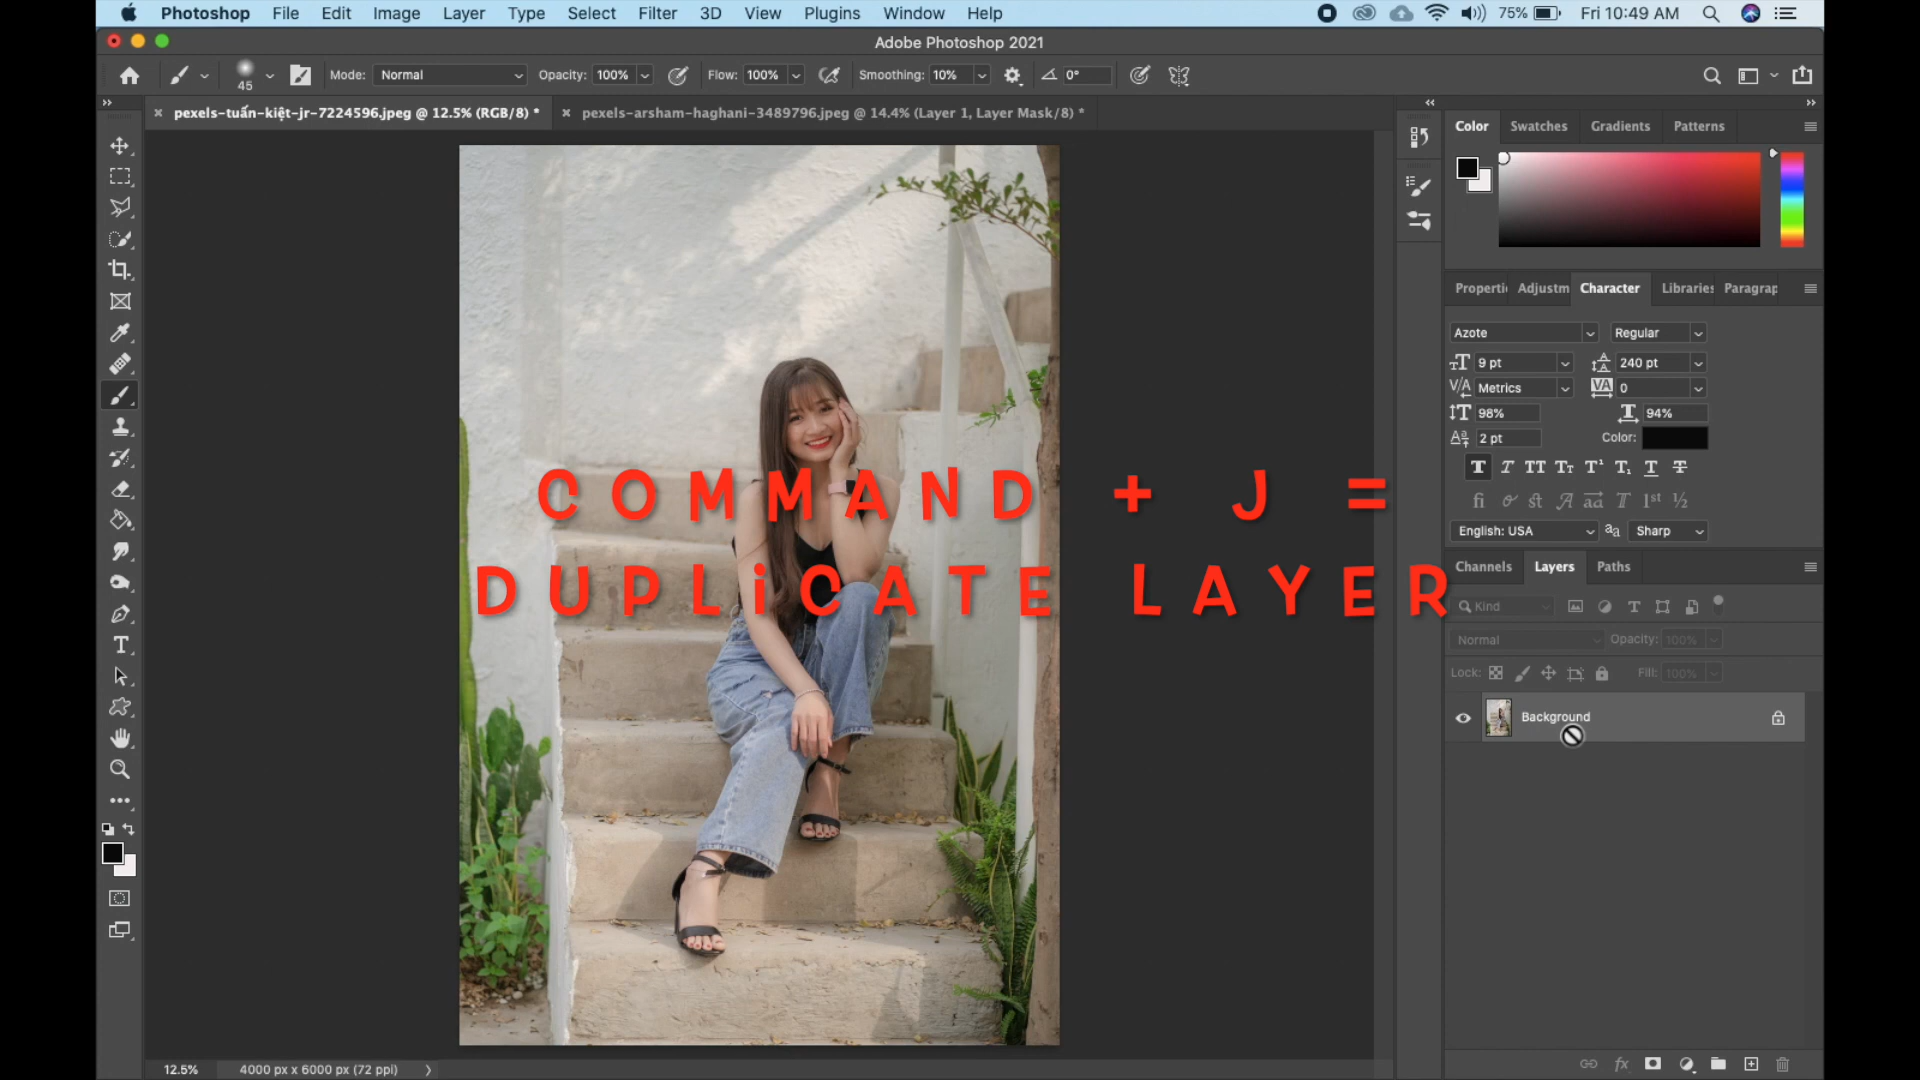 Photoshop File Edit Image Layer Type Select Filter 3D View Plugins Window Help 75% Fri 10:49 AM
Adobe Photoshop 2021
45 Mode: Normal Opacity: 100% Flow: 100% Smoothing: 10% 0°
pexels-tuấn-kiệt-jr-7224596.jpeg @ 12.5% (RGB/8) * pexels-arsham-haghani-3489796.jpeg @ 14.4% (Layer 1, Layer Mask/8) *
Color Swatches Gradients Patterns
Properti Adjustm Character Libraries Paragrap
Azote Regular
9 pt 240 pt
Metrics 0
98% 94%
2 pt Color:
English: USA Sharp
Channels Layers Paths
Kind
Normal Opacity: 100%
Lock: Fill: 100%
Background
COMMAND + J =
DUPLiCATE LAYER
12.5% 4000 px x 6000 px (72 ppi)